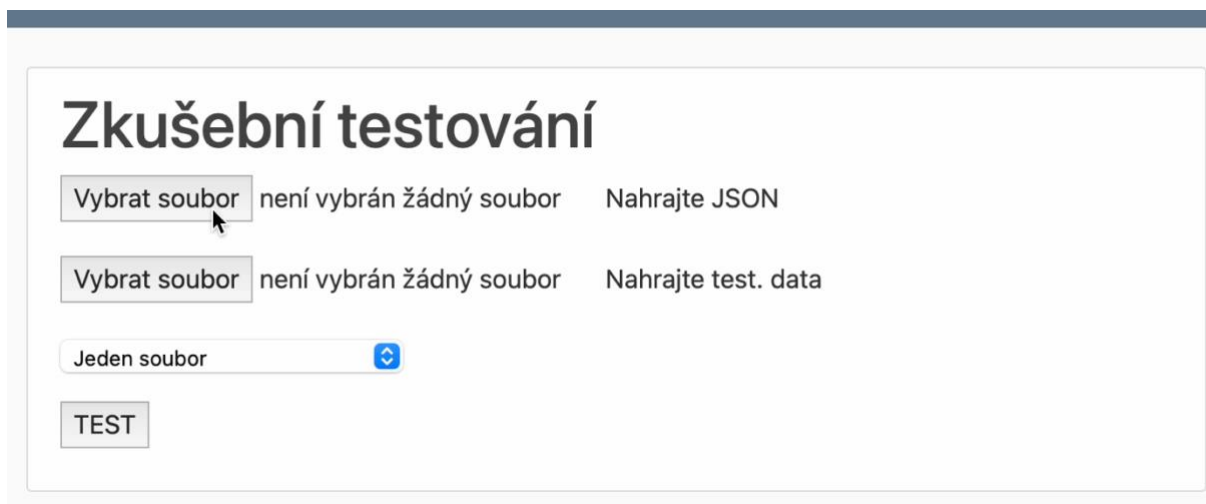 Zkušební testování
Vybrat soubor není vybrán žádný soubor Nahrajte JSON
Vybrat soubor není vybrán žádný soubor Nahrajte test. data
Jeden soubor
TEST